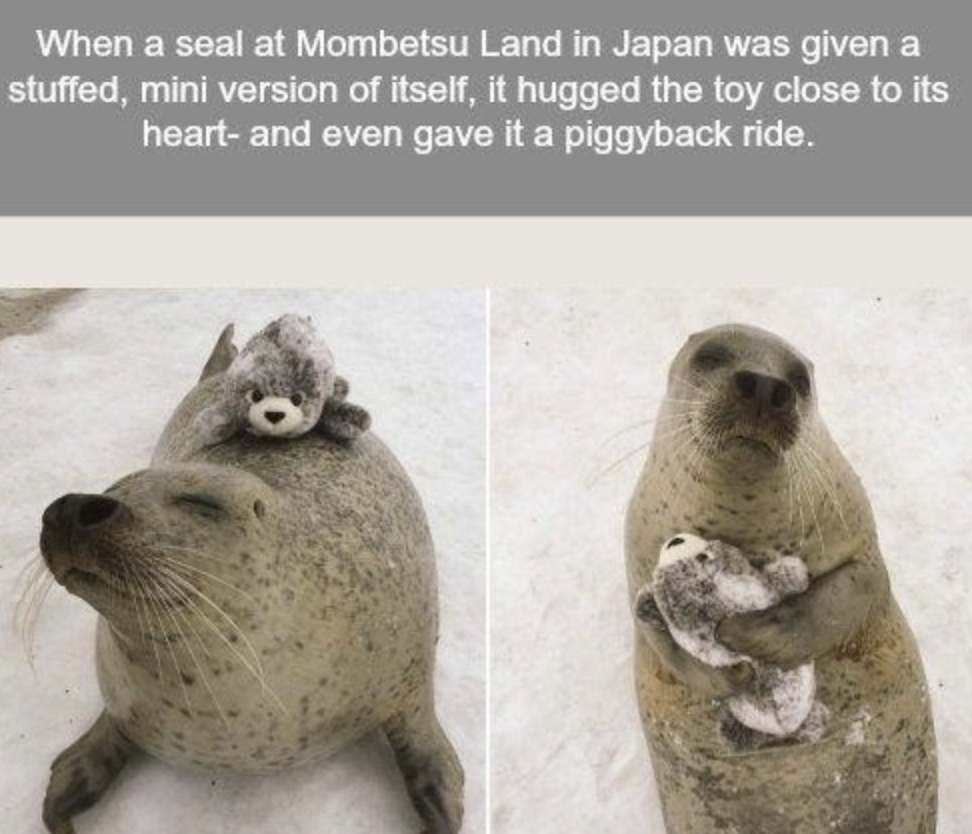 When a seal at Mombetsu Land in Japan was given a
stuffed, mini version of itself, it hugged the toy close to its
heart- and even gave it a piggyback ride.